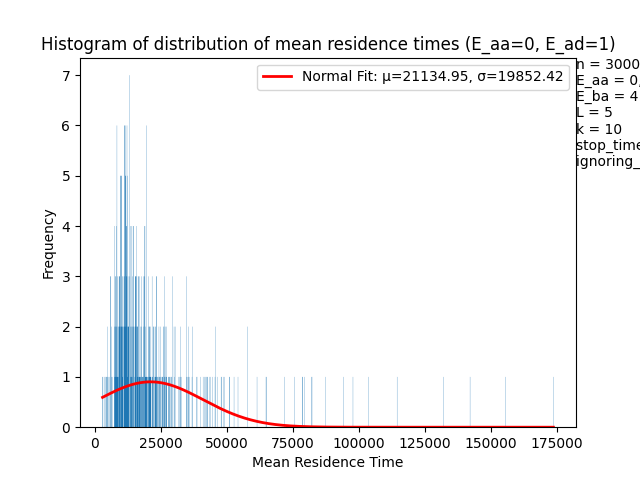 Histogram of distribution of mean residence times (E_aa=0, E_ad=1)
Normal Fit: μ=21134.95, σ=19852.42
n = 3000
E_aa = 0,
E_ba = 4
L = 5
k = 10
stop_time
ignoring_
7
6
5
4
3
2
1
0
Frequency
0 25000 50000 75000 100000 125000 150000 175000
Mean Residence Time